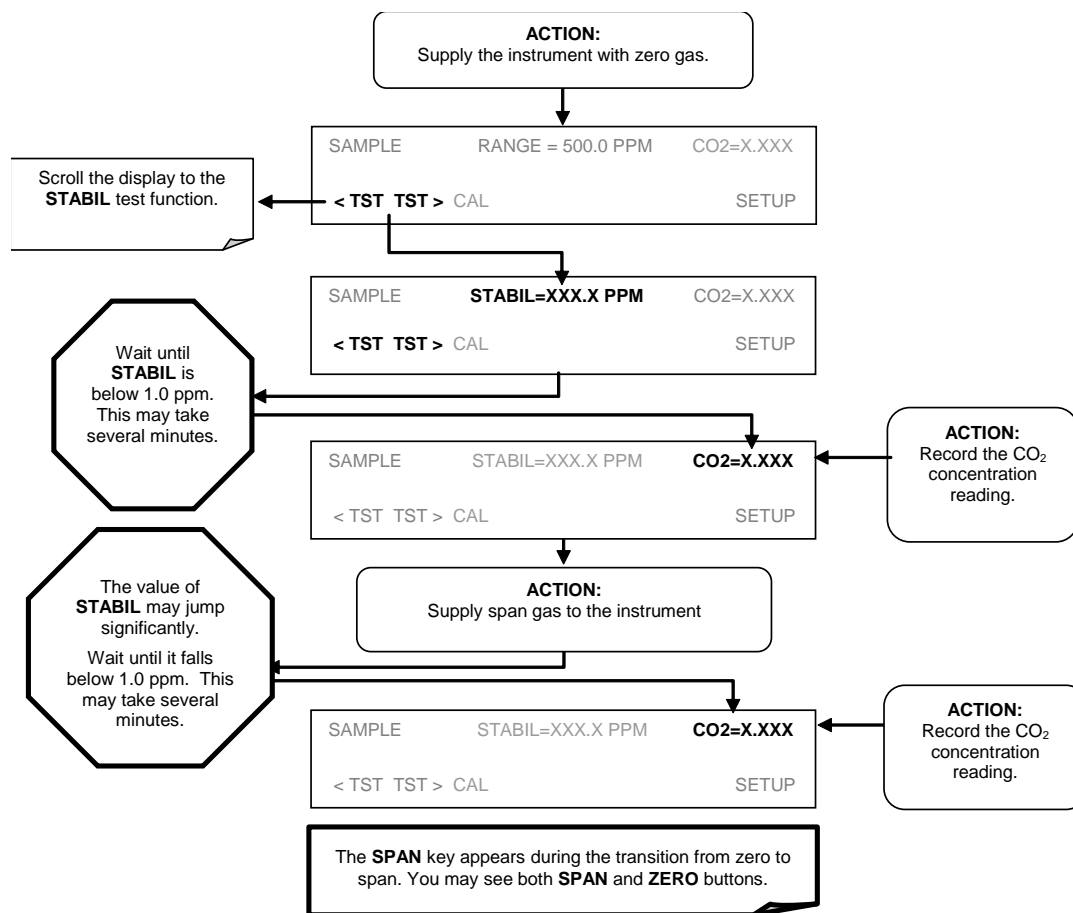 ACTION:
Supply the instrument with zero gas.
SAMPLE RANGE = 500.0 PPM CO2=X.XXX
< TST TST > CAL SETUP
Scroll the display to the
STABIL test function.
SAMPLE STABIL=XXX.X PPM CO2=X.XXX
< TST TST > CAL SETUP
Wait until
STABIL is
below 1.0 ppm.
This may take
several minutes.
SAMPLE STABIL=XXX.X PPM CO2=X.XXX
< TST TST > CAL SETUP
ACTION:
Record the CO₂
concentration
reading.
ACTION:
Supply span gas to the instrument
The value of
STABIL may jump
significantly.
Wait until it falls
below 1.0 ppm. This
may take several
minutes.
SAMPLE STABIL=XXX.X PPM CO2=X.XXX
< TST TST > CAL SETUP
ACTION:
Record the CO₂
concentration
reading.
The SPAN key appears during the transition from zero to
span. You may see both SPAN and ZERO buttons.